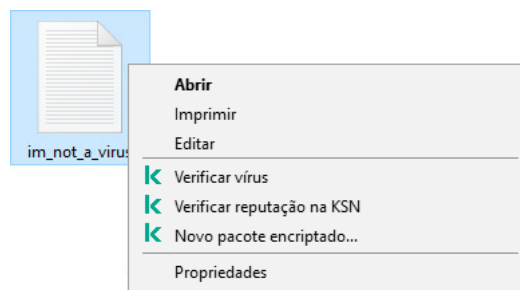 Abrir
Imprimir
Editar
im_not_a_virus
Verificar vírus
Verificar reputação na KSN
Novo pacote encriptado...
Propriedades